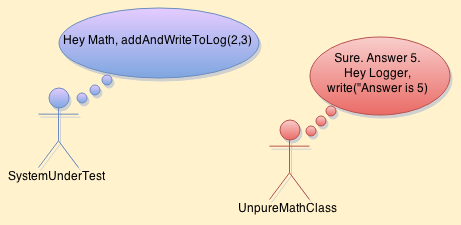 Hey Math, addAndWriteToLog(2,3)
Sure. Answer 5.
Hey Logger,
write("Answer is 5)
SystemUnderTest
UnpureMathClass